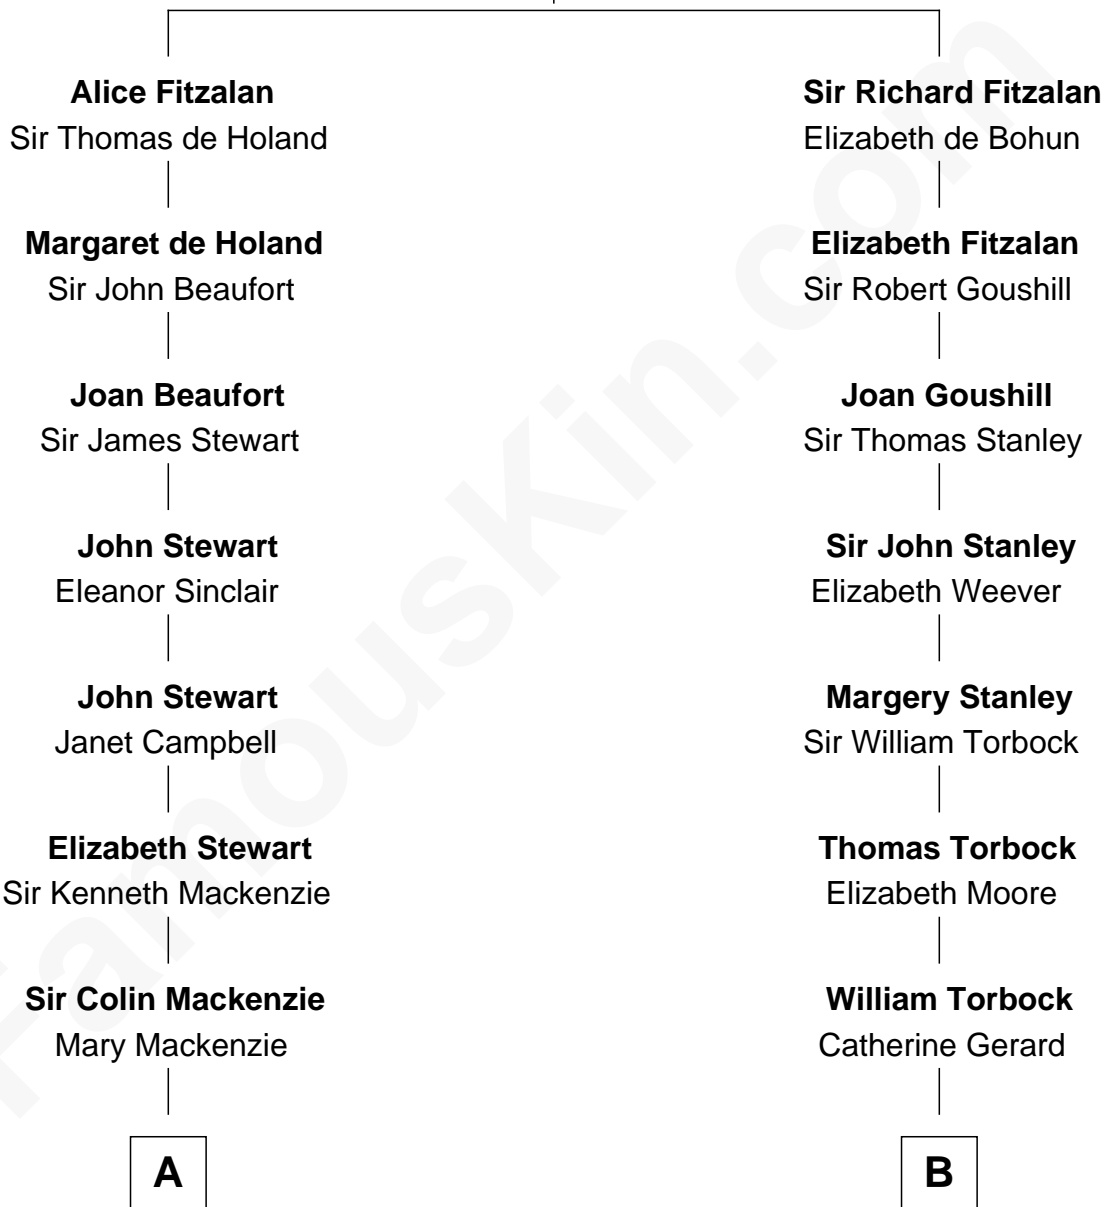 Alice Fitzalan
Sir Thomas de Holand
Margaret de Holand
Sir John Beaufort
Joan Beaufort
Sir James Stewart
John Stewart
Eleanor Sinclair
John Stewart
Janet Campbell
Elizabeth Stewart
Sir Kenneth Mackenzie
Sir Colin Mackenzie
Mary Mackenzie
A
Sir Richard Fitzalan
Elizabeth de Bohun
Elizabeth Fitzalan
Sir Robert Goushill
Joan Goushill
Sir Thomas Stanley
Sir John Stanley
Elizabeth Weever
Margery Stanley
Sir William Torbock
Thomas Torbock
Elizabeth Moore
William Torbock
Catherine Gerard
B
FamousKin.com